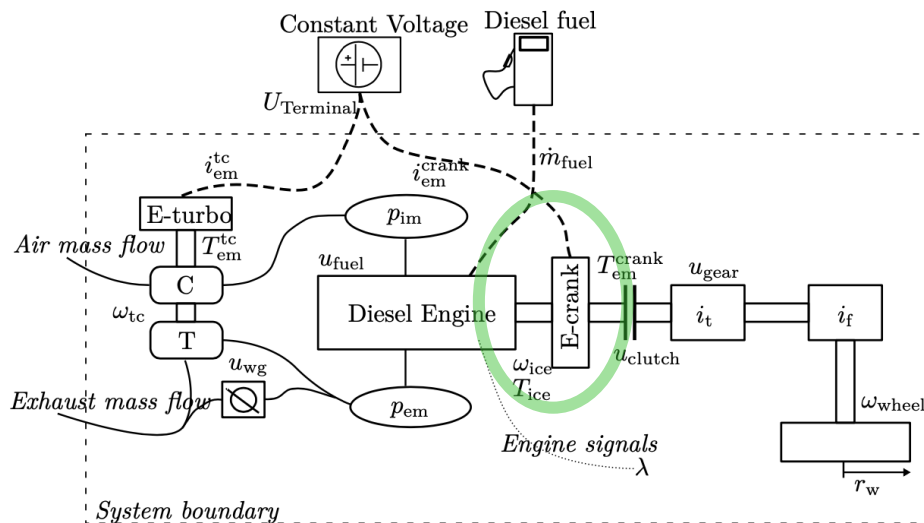 Constant Voltage
Diesel fuel
+
U_Terminal
i_em^tc
i_em^crank
ṁ_fuel
E-turbo
p_im
Air mass flow
T_em^tc
u_fuel
T_em^crank
u_gear
C
ω_tc
Diesel Engine
E-crank
i_t
i_f
T
u_wg
ω_ice
T_ice
u_clutch
Exhaust mass flow
p_em
ω_wheel
Engine signals
λ
r_w
System boundary